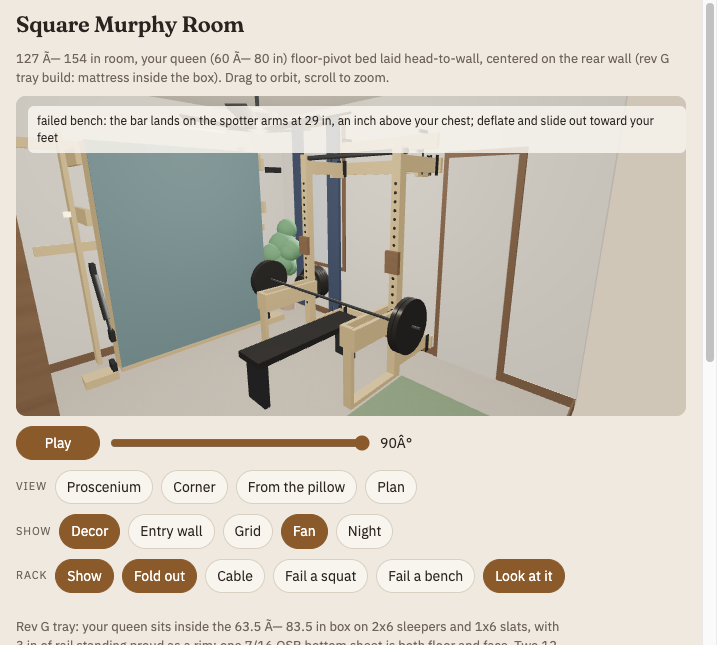 Square Murphy Room
127 Ã— 154 in room, your queen (60 Ã— 80 in) floor-pivot bed laid head-to-wall, centered on the rear wall (rev G
tray build: mattress inside the box). Drag to orbit, scroll to zoom.
failed bench: the bar lands on the spotter arms at 29 in, an inch above your chest; deflate and slide out toward your
feet
Play 90Â°
VIEW Proscenium Corner From the pillow Plan
SHOW Decor Entry wall Grid Fan Night
RACK Show Fold out Cable Fail a squat Fail a bench Look at it
Rev G tray: your queen sits inside the 63.5 Ã— 83.5 in box on 2x6 sleepers and 1x6 slats, with
3 in of rail standing proud as a rim; one 7/16 OSB bottom sheet is both floor and face. Two 12